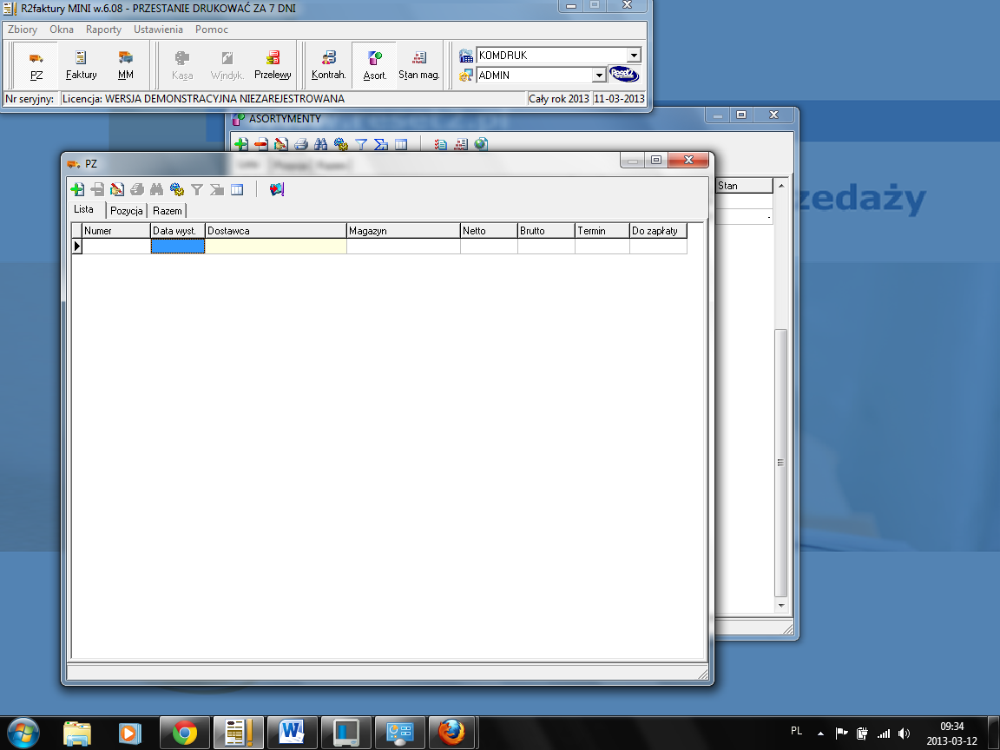 R2faktury MINI w.6.08 - PRZESTANIE DRUKOWAĆ ZA 7 DNI
Zbiory Okna Raporty Ustawienia Pomoc
PZ Faktury MM Kasa Windyk. Przelewy Kontrah. Asort. Stan mag.
KOMDRUK
ADMIN
Nr seryjny: Licencja: WERSJA DEMONSTRACYJNA NIEZAREJESTROWANA Cały rok 2013 11-03-2013
ASORTYMENTY
PZ
Stan
zedaży
Lista Pozycja Razem
Numer Data wyst. Dostawca Magazyn Netto Brutto Termin Do zapłaty
PL
09:34
2013-03-12